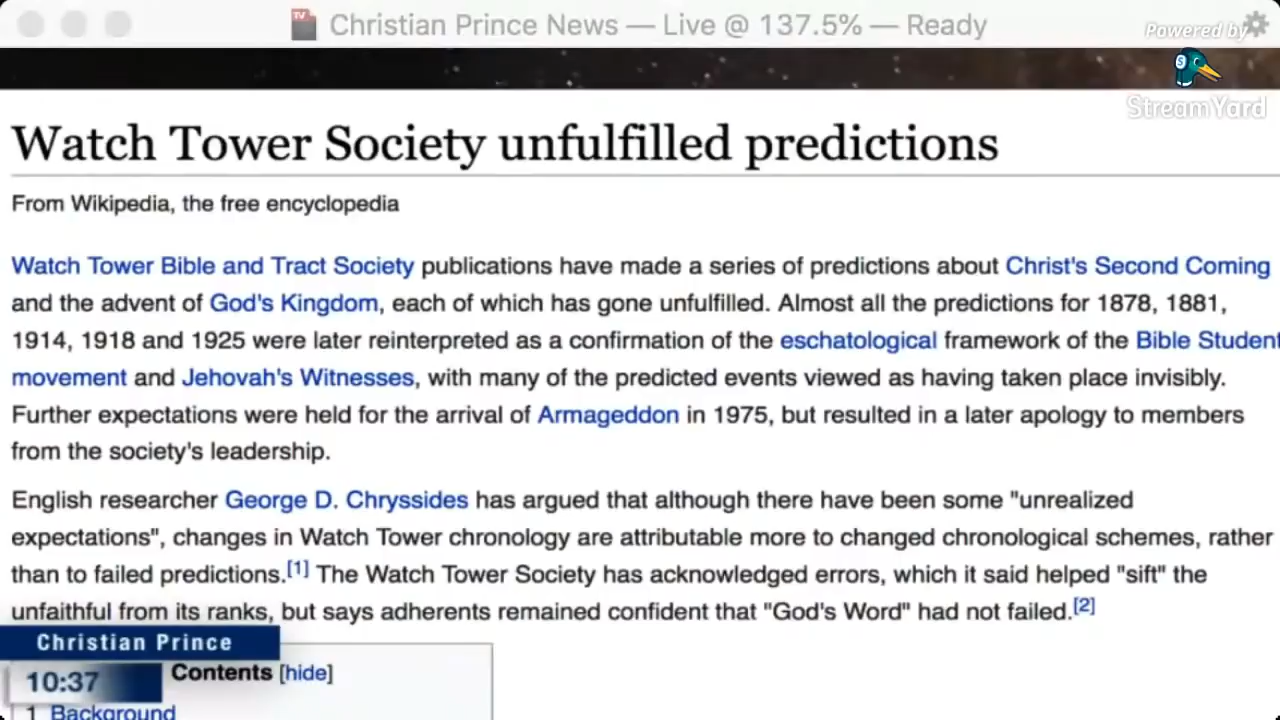 TV
Christian Prince News — Live @ 137.5% — Ready
Powered by
S
StreamYard
Watch Tower Society unfulfilled predictions
From Wikipedia, the free encyclopedia
Watch Tower Bible and Tract Society publications have made a series of predictions about Christ's Second Coming
and the advent of God's Kingdom, each of which has gone unfulfilled. Almost all the predictions for 1878, 1881,
1914, 1918 and 1925 were later reinterpreted as a confirmation of the eschatological framework of the Bible Student
movement and Jehovah's Witnesses, with many of the predicted events viewed as having taken place invisibly.
Further expectations were held for the arrival of Armageddon in 1975, but resulted in a later apology to members
from the society's leadership.
English researcher George D. Chryssides has argued that although there have been some "unrealized
expectations", changes in Watch Tower chronology are attributable more to changed chronological schemes, rather
than to failed predictions.[1] The Watch Tower Society has acknowledged errors, which it said helped "sift" the
unfaithful from its ranks, but says adherents remained confident that "God's Word" had not failed.[2]
Christian Prince
10:37
Contents [hide]
1 Background